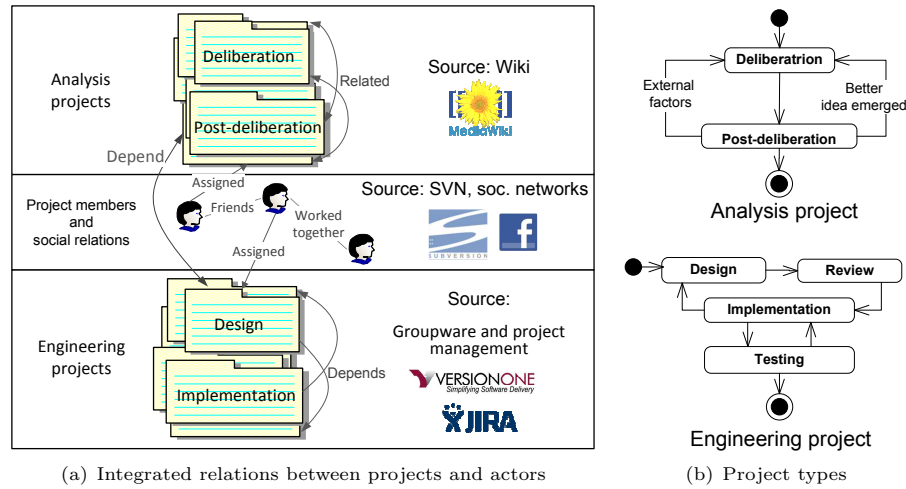 Analysis
projects
Deliberation
Post-deliberation
Related
Source: Wiki
MediaWiki
Depend
Project members
and
social relations
Assigned
Friends
Worked
together
Assigned
Source: SVN, soc. networks
SUBVERSION
f
Engineering
projects
Design
Implementation
Depends
Source:
Groupware and project
management
VERSIONONE
Simplifying Software Delivery
JIRA
(a) Integrated relations between projects and actors
Deliberatrion
External
factors
Better
idea emerged
Post-deliberation
Analysis project
Design
Review
Implementation
Testing
Engineering project
(b) Project types